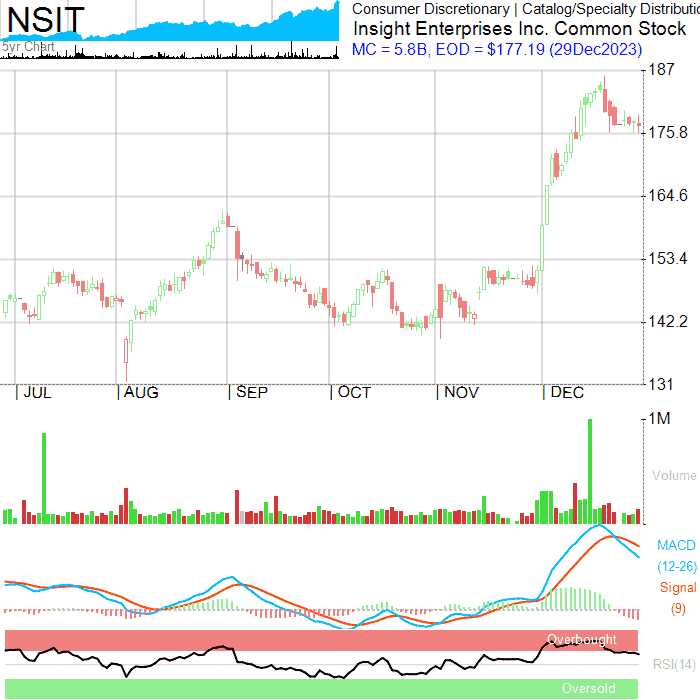 NSIT
5yr Chart
Consumer Discretionary | Catalog/Specialty Distributio
Insight Enterprises Inc. Common Stock
MC = 5.8B, EOD = $177.19 (29Dec2023)
187
175.8
164.6
153.4
142.2
131
| JUL | AUG | SEP | OCT | NOV | DEC
1M
Volume
MACD
(12-26)
Signal
(9)
Overbought
RSI(14)
Oversold